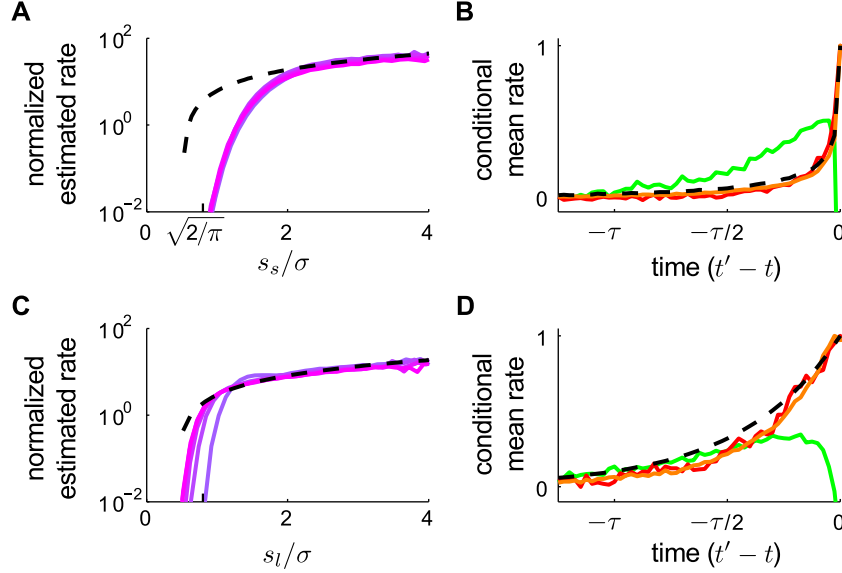 A
B
normalized
estimated rate
10^2
10^0
10^-2
0
√2/π
2
4
s_s/σ
conditional
mean rate
1
0
−τ
−τ/2
0
time (t′ − t)
C
D
normalized
estimated rate
10^2
10^0
10^-2
0
2
4
s_l/σ
conditional
mean rate
1
0
−τ
−τ/2
0
time (t′ − t)